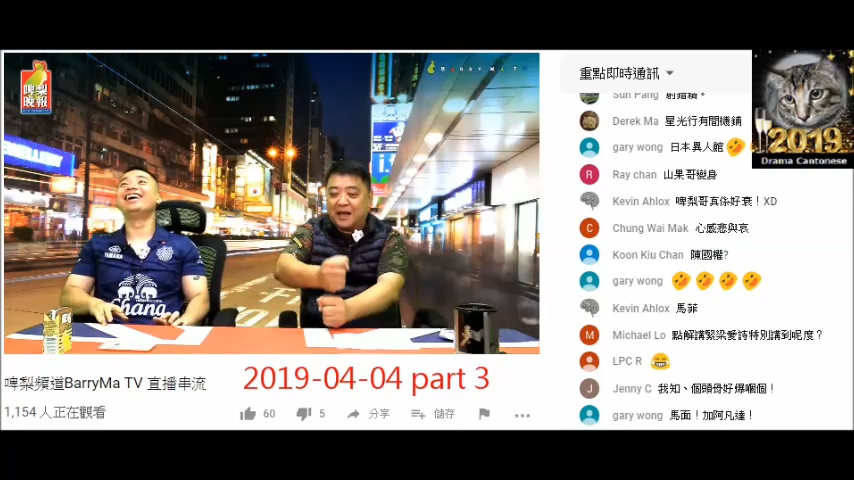 啤梨
晚報
BARRYMaTV
YAMAHA
Chang
啤梨頻道BarryMa TV 直播串流
2019-04-04 part 3
1,154 人正在觀看
60
5
分享
儲存
重點即時通訊
Sun Pang
Derek Ma 星光行有間機鋪
gary wong 日本異人館🤣
Ray chan 山果哥變身
Kevin Ahlox 啤梨哥真係好衰！XD
Chung Wai Mak 心感悲與哀
Koon Kiu Chan 陳國權?
gary wong 🤣🤣🤣🤣
Kevin Ahlox 馬菲
Michael Lo 點解講緊梁愛詩特別講到呢度？
LPC R 😂
Jenny C 我知、個頭骨好爆嗰個！
gary wong 馬面！加阿凡達！
2019
Drama Cantonese